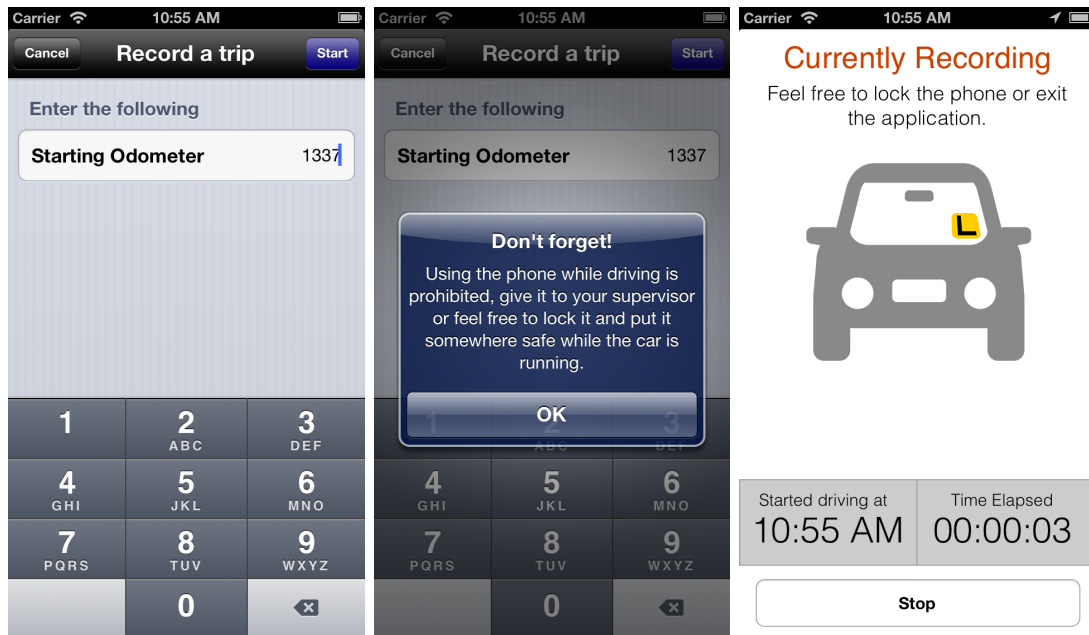 Carrier 10:55 AM
Cancel Record a trip Start
Enter the following
Starting Odometer 1337
1 2 3
ABC DEF
4 5 6
GHI JKL MNO
7 8 9
PQRS TUV WXYZ
0
Carrier 10:55 AM
Cancel Record a trip Start
Enter the following
Starting Odometer 1337
Don't forget!
Using the phone while driving is
prohibited, give it to your supervisor
or feel free to lock it and put it
somewhere safe while the car is
running.
OK
1 2 3
ABC DEF
4 5 6
GHI JKL MNO
7 8 9
PQRS TUV WXYZ
0
Carrier 10:55 AM
Currently Recording
Feel free to lock the phone or exit
the application.
L
Started driving at Time Elapsed
10:55 AM 00:00:03
Stop